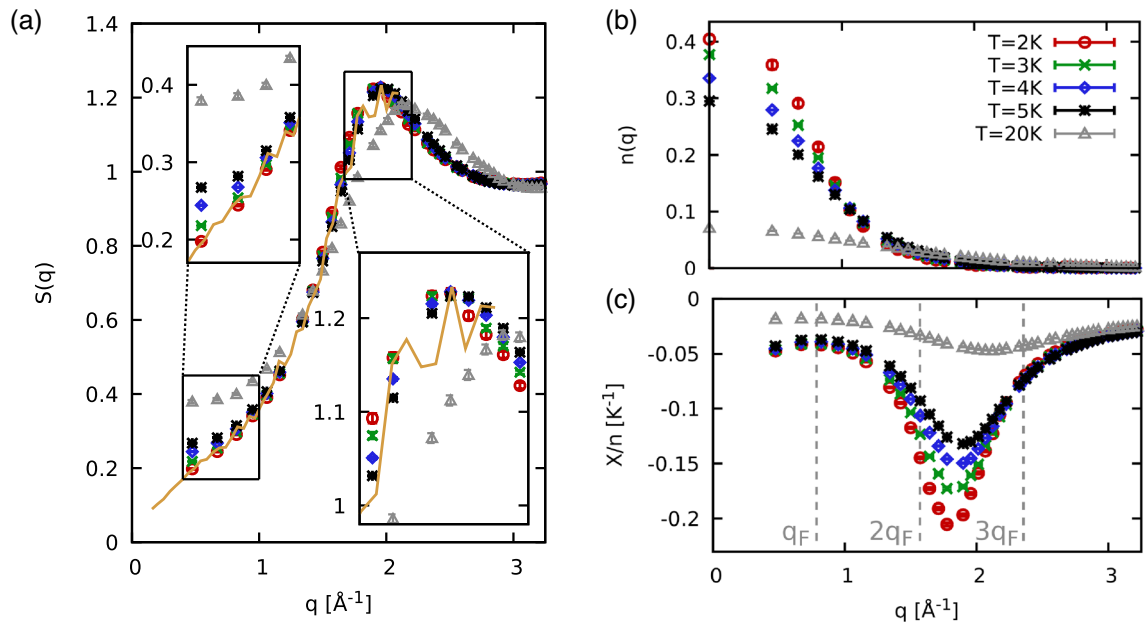 (a)
1.4
1.2
1
0.8
0.6
0.4
0.2
0
S(q)
0.4
0.3
0.2
1.2
1.1
1
0 1 2 3
q [Å⁻¹]
(b)
0.4
0.3
0.2
0.1
0
n(q)
T=2K
T=3K
T=4K
T=5K
T=20K
(c)
0
-0.05
-0.1
-0.15
-0.2
X/n [K⁻¹]
qF 2qF 3qF
0 1 2 3
q [Å⁻¹]